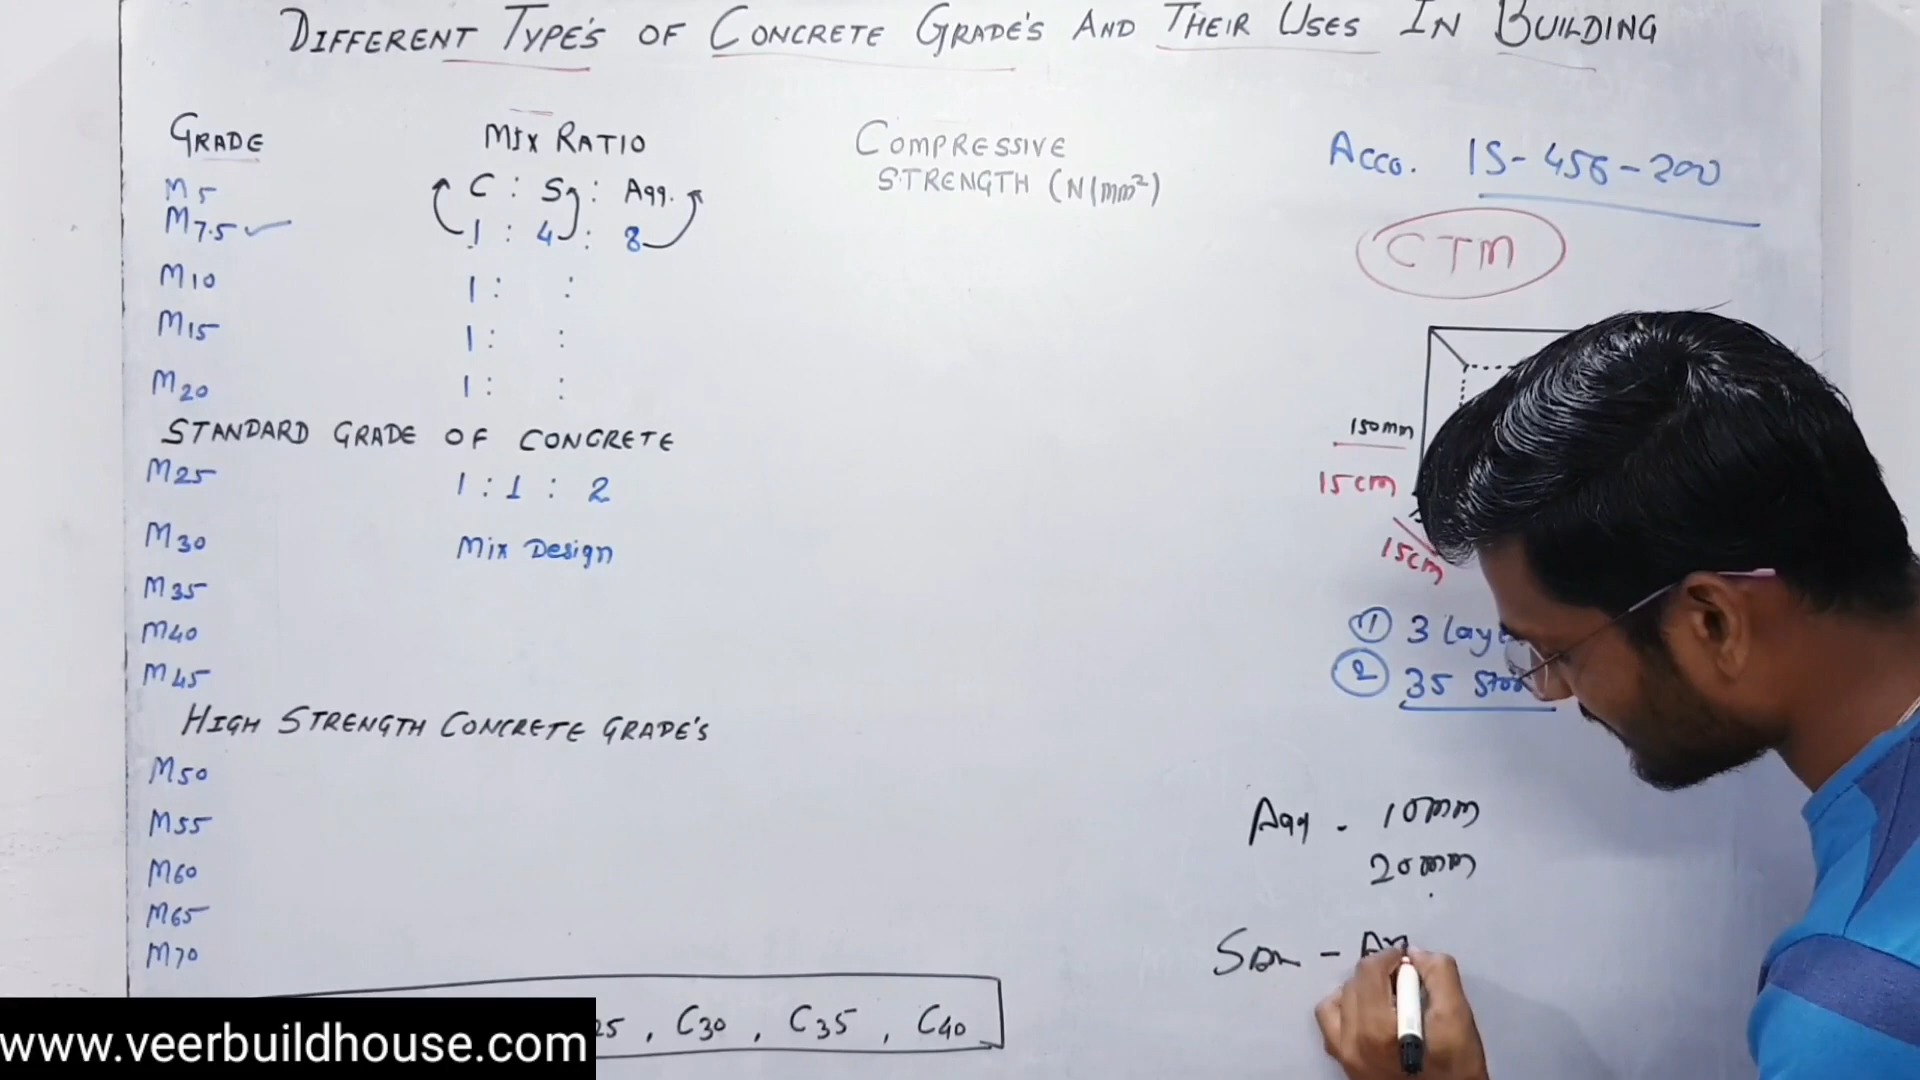 DIFFERENT TYPE'S OF CONCRETE GRADE'S AND THEIR USES IN BUILDING
GRADE
MIX RATIO
COMPRESSIVE
STRENGTH (N/mm²)
Acco. IS-456-200
CTM
C : S : Agg.
M5
M7.5
1 : 4 : 8
M10
1 : :
M15
1 : :
M20
1 : :
STANDARD GRADE OF CONCRETE
M25
1 : 1 : 2
M30
Mix Design
M35
M40
M45
HIGH STRENGTH CONCRETE GRADE'S
M50
M55
M60
M65
M70
150mm
15cm
15cm
1 3
2 35
Agg - 10mm
20mm
25, C30, C35, C40
www.veerbuildhouse.com